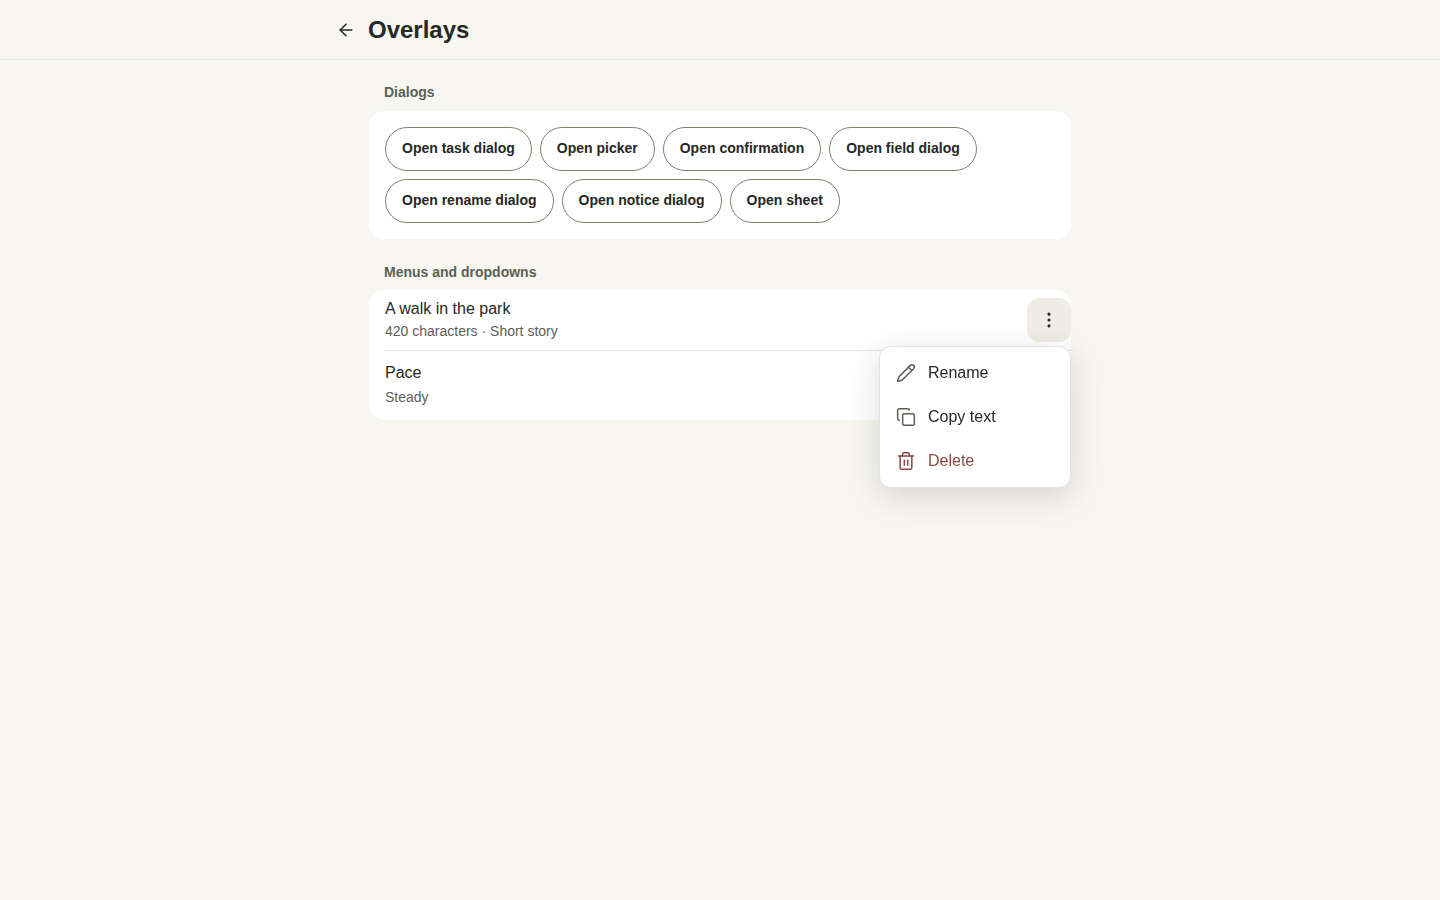 Overlays
Dialogs
Open task dialog
Open picker
Open confirmation
Open field dialog
Open rename dialog
Open notice dialog
Open sheet
Menus and dropdowns
A walk in the park
420 characters · Short story
Pace
Steady
Rename
Copy text
Delete